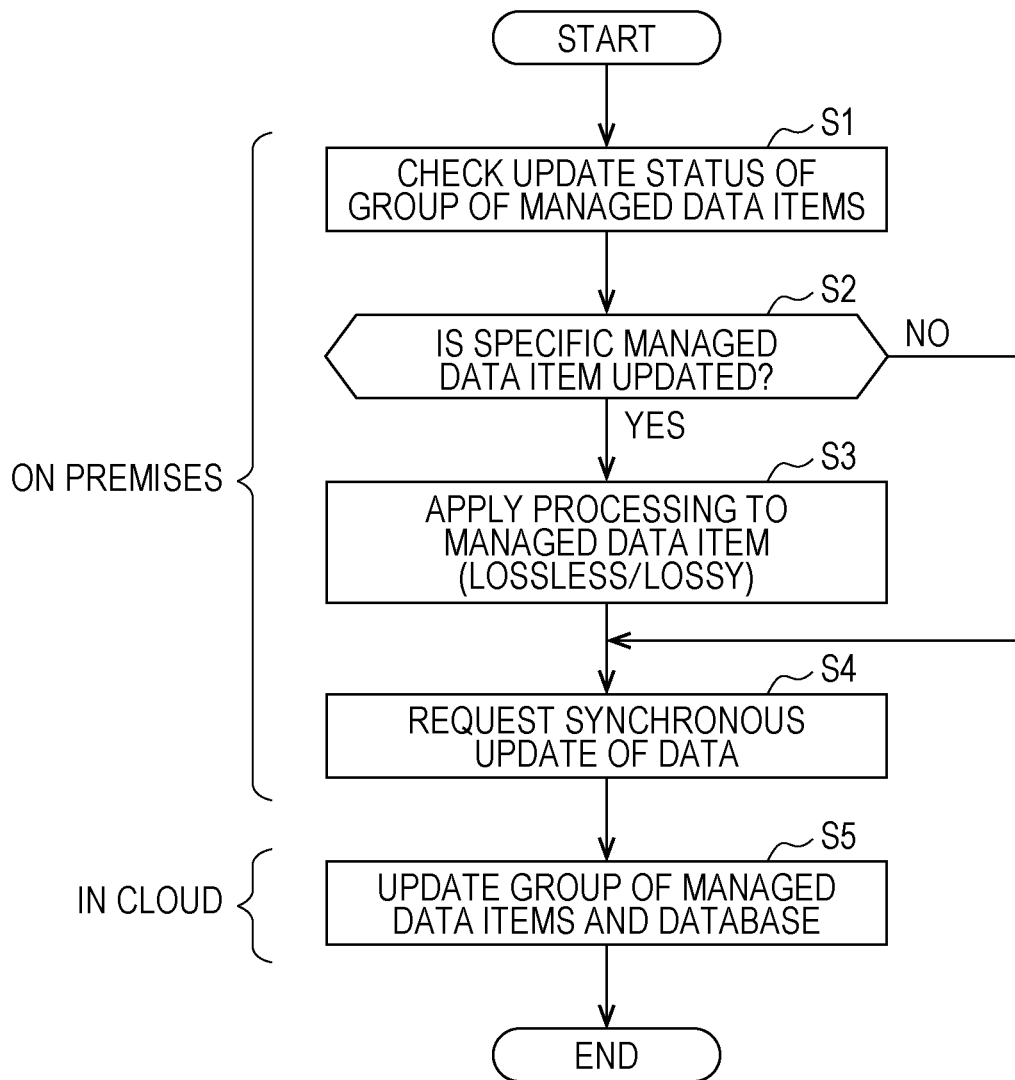 START
S1
CHECK UPDATE STATUS OF
GROUP OF MANAGED DATA ITEMS
S2
IS SPECIFIC MANAGED
DATA ITEM UPDATED?
NO
YES
ON PREMISES
S3
APPLY PROCESSING TO
MANAGED DATA ITEM
(LOSSLESS/LOSSY)
S4
REQUEST SYNCHRONOUS
UPDATE OF DATA
S5
IN CLOUD
UPDATE GROUP OF MANAGED
DATA ITEMS AND DATABASE
END